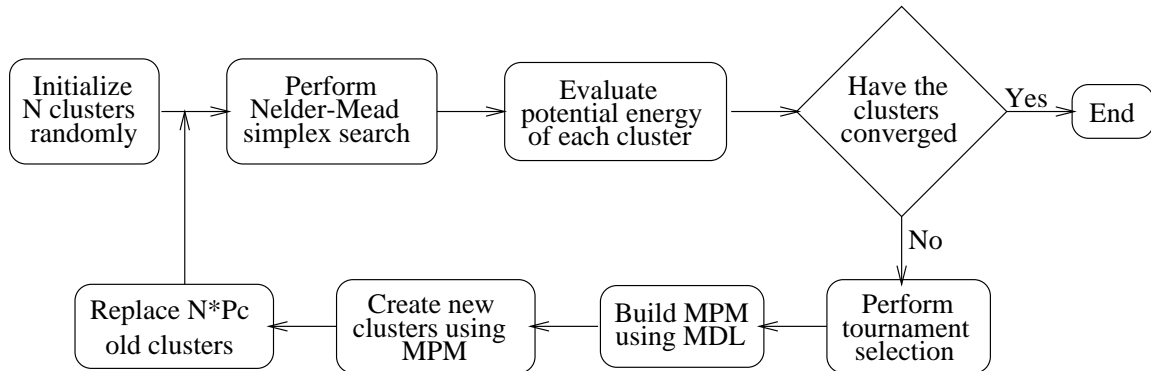 Initialize
N clusters
randomly
Perform
Nelder-Mead
simplex search
Evaluate
potential energy
of each cluster
Have the
clusters
converged
Yes
End
No
Perform
tournament
selection
Build MPM
using MDL
Create new
clusters using
MPM
Replace N*Pc
old clusters